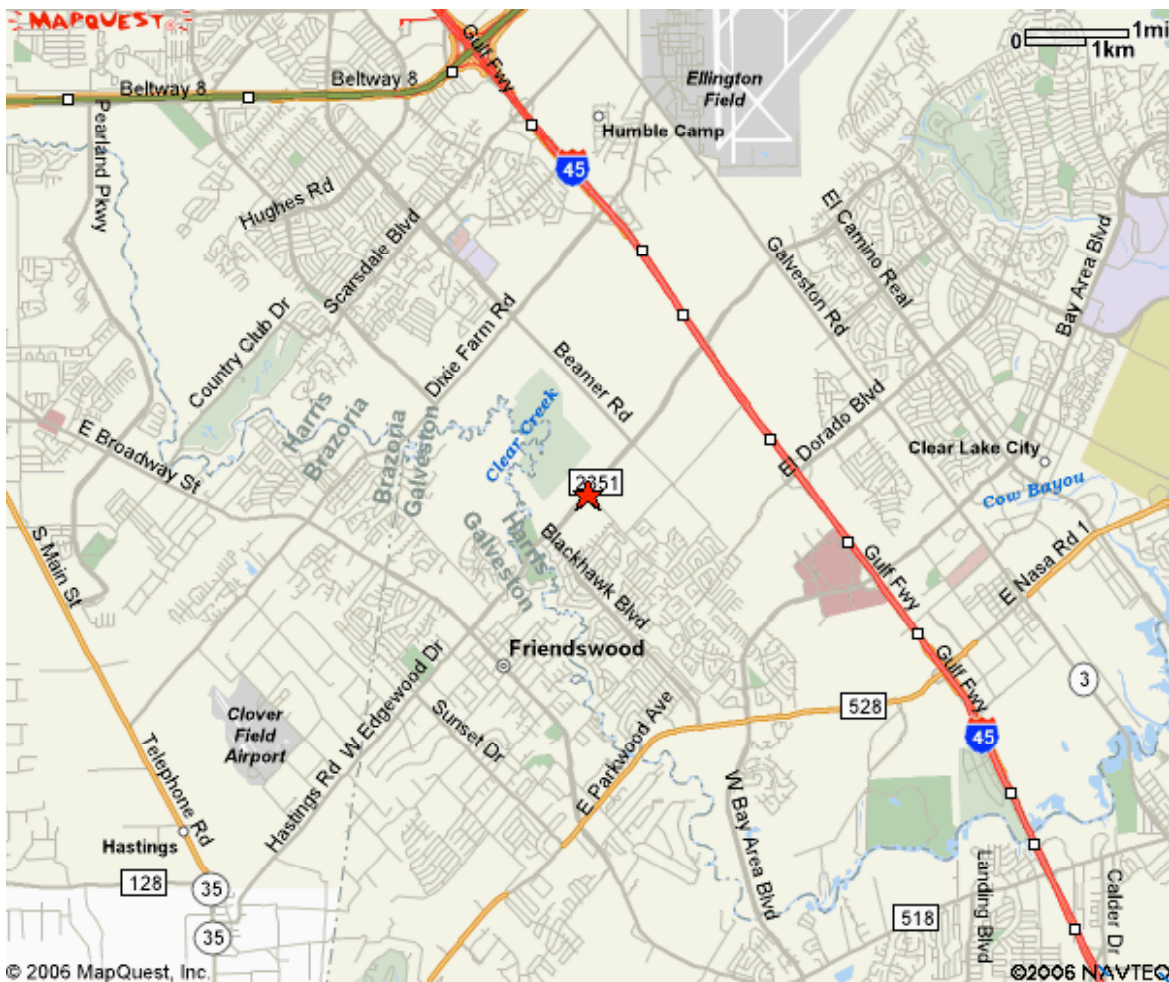 MAPQUEST
0 1mi
1km
Gulf Fwy
Beltway 8
Beltway 8
Ellington
Field
Humble Camp
Pearland Pkwy
45
Hughes Rd
El Camino Real
Scarsdale Blvd
Galveston Rd
Bay Area Blvd
Country Club Dr
Dixie Farm Rd
Beamer Rd
Harris
Brazoria
Brazoria
Galveston
Clear Creek
E Broadway St
El Dorado Blvd
Clear Lake City
Cow Bayou
2351
S Main St
Harris
Galveston
Blackhawk Blvd
Gulf Fwy
E Nasa Rd 1
Friendswood
Gulf Fwy
3
528
Clover
Field
Airport
W Edgewood Dr
Sunset Dr
45
E Parkwood Ave
Telephone Rd
Hastings Rd
W Bay Area Blvd
Hastings
128
35
Landing Blvd
Calder Dr
518
35
© 2006 MapQuest, Inc.
©2006 NAVTEQ